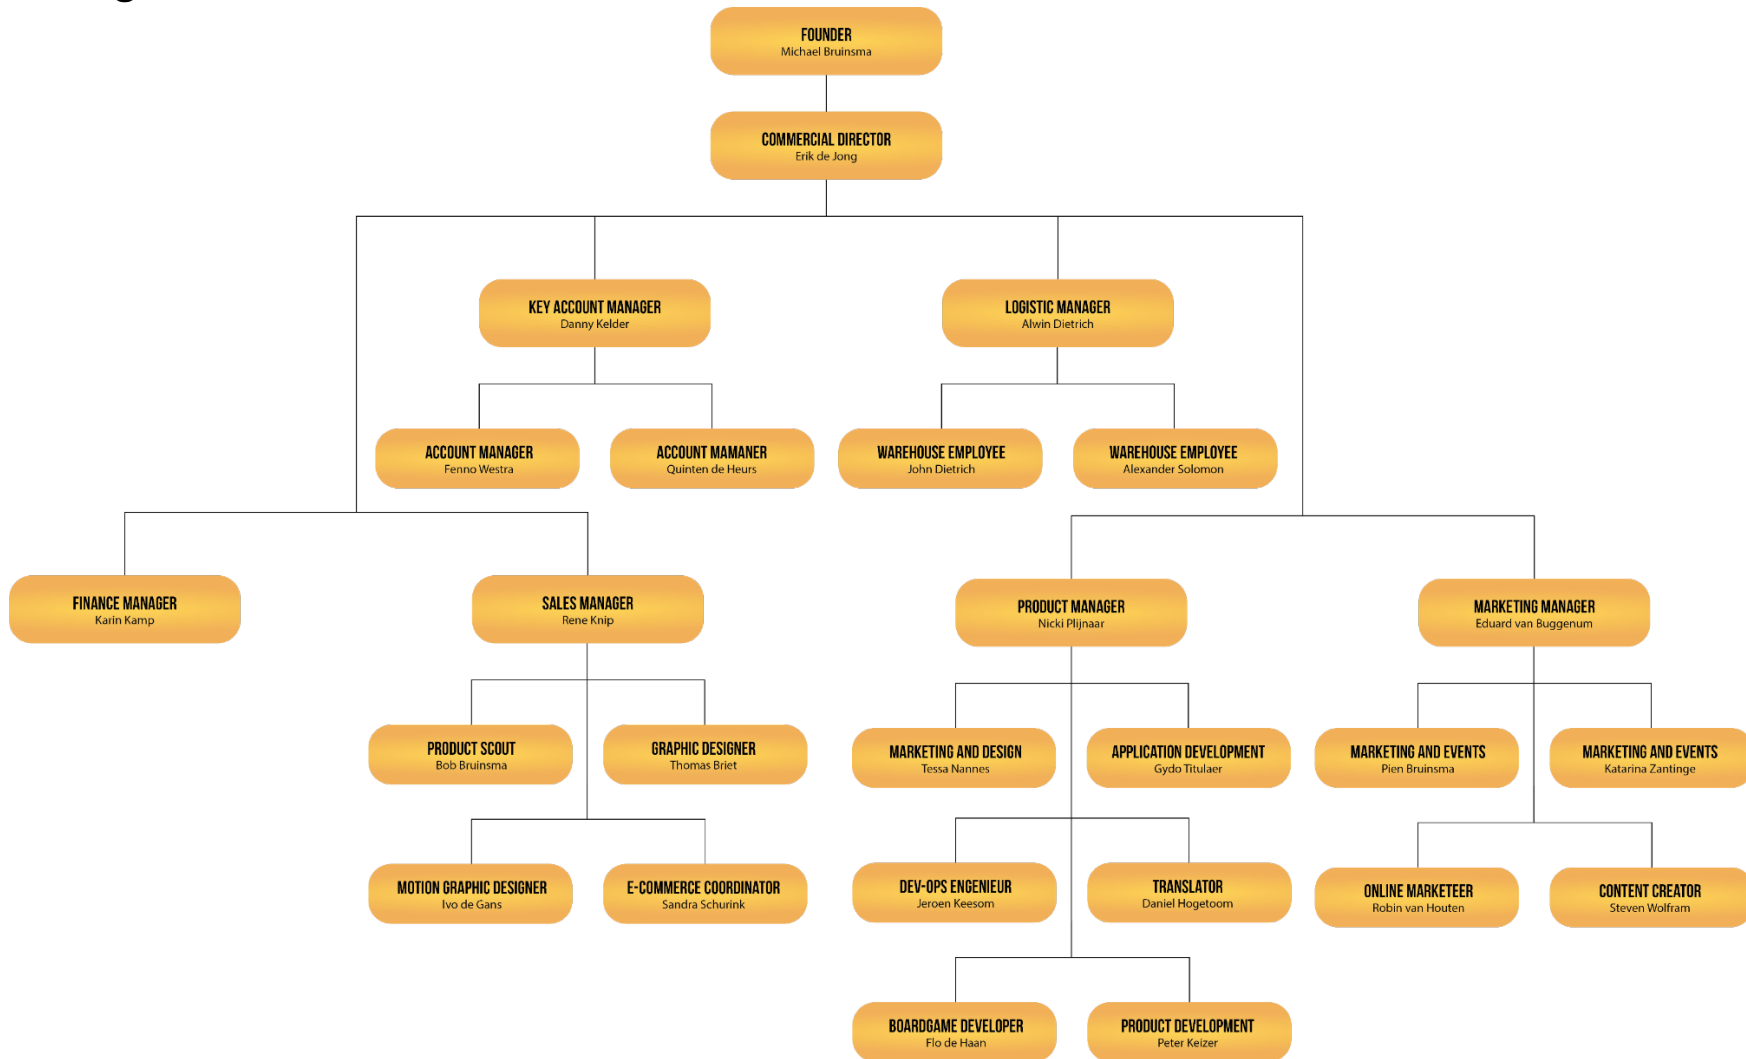 FOUNDER
Michael Bruinsma
COMMERCIAL DIRECTOR
Erik de Jong
KEY ACCOUNT MANAGER
Danny Kelder
LOGISTIC MANAGER
Alwin Dietrich
ACCOUNT MANAGER
Fenno Westra
ACCOUNT MAMANER
Quinten de Heurs
WAREHOUSE EMPLOYEE
John Dietrich
WAREHOUSE EMPLOYEE
Alexander Solomon
FINANCE MANAGER
Karin Kamp
SALES MANAGER
Rene Knip
PRODUCT MANAGER
Nicki Plijnaar
MARKETING MANAGER
Eduard van Buggenum
PRODUCT SCOUT
Bob Bruinsma
GRAPHIC DESIGNER
Thomas Briet
MARKETING AND DESIGN
Tessa Nannes
APPLICATION DEVELOPMENT
Gydo Titulaer
MARKETING AND EVENTS
Pien Bruinsma
MARKETING AND EVENTS
Katarina Zantinge
MOTION GRAPHIC DESIGNER
Ivo de Gans
E-COMMERCE COORDINATOR
Sandra Schurink
DEV-OPS ENGENIEUR
Jeroen Keesom
TRANSLATOR
Daniel Hogetoom
ONLINE MARKETEER
Robin van Houten
CONTENT CREATOR
Steven Wolfram
BOARDGAME DEVELOPER
Flo de Haan
PRODUCT DEVELOPMENT
Peter Keizer